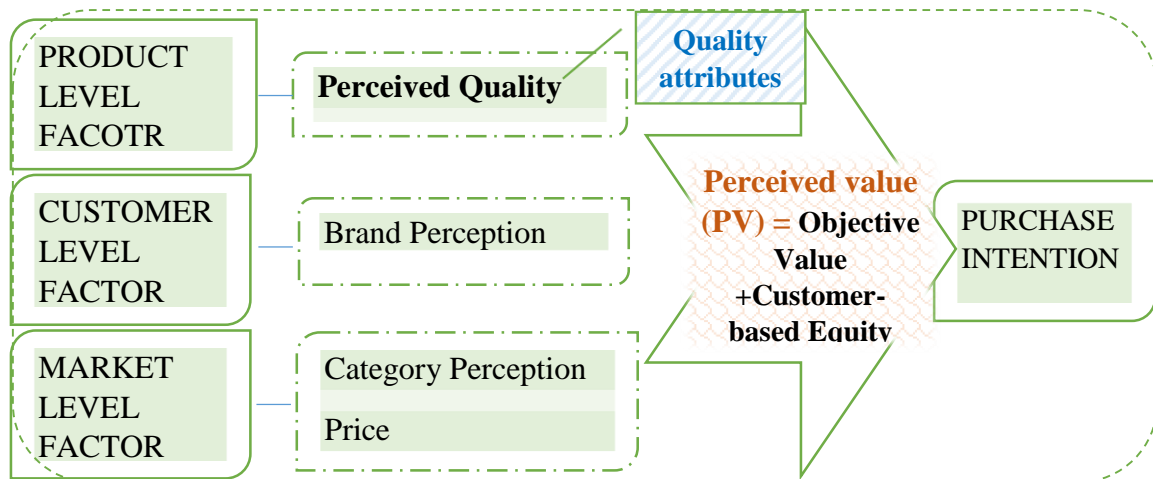 PRODUCT
LEVEL
FACOTR
Perceived Quality
Quality
attributes
CUSTOMER
LEVEL
FACTOR
Brand Perception
Perceived value
(PV) = Objective
Value
+Customer-
based Equity
PURCHASE
INTENTION
MARKET
LEVEL
FACTOR
Category Perception
Price